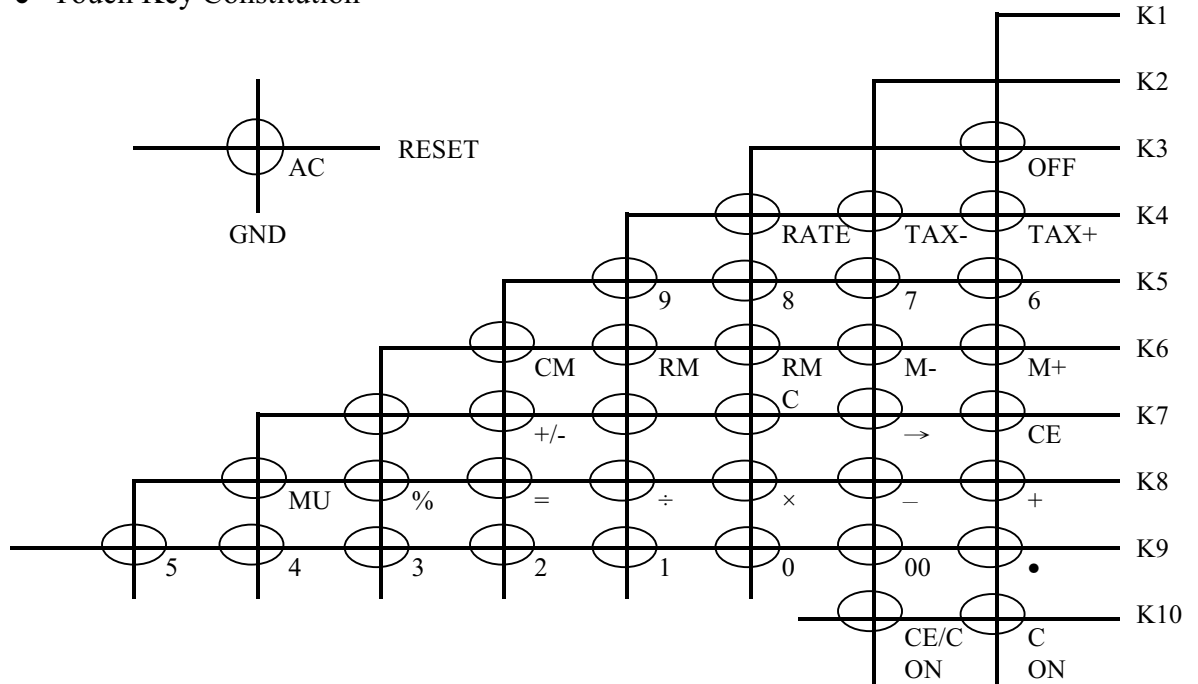 ● Touch Key Constitution
K1
K2
K3
OFF
RESET
AC
GND
K4
RATE TAX- TAX+
K5
9 8 7 6
K6
CM RM RM M- M+
C
K7
+/- → CE
K8
MU % = ÷ × – +
K9
5 4 3 2 1 0 00 •
K10
CE/C C
ON ON